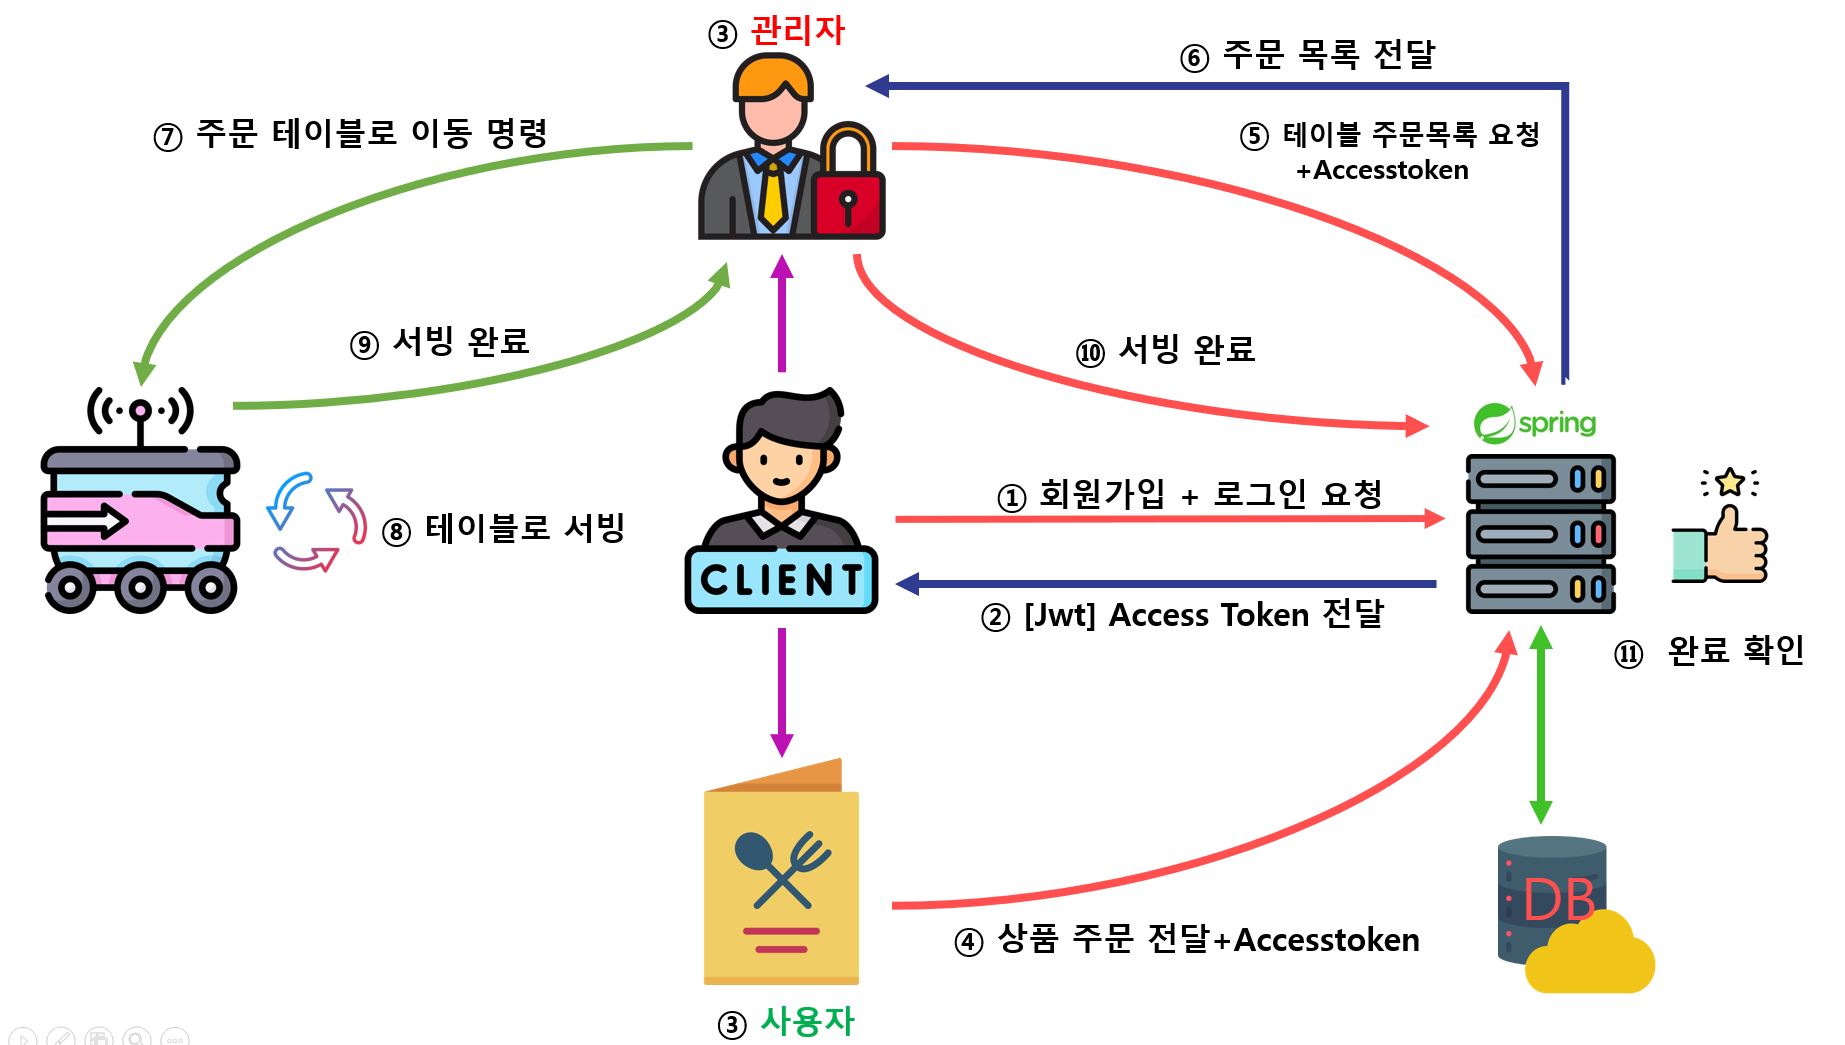 ③ 관리자
⑥ 주문 목록 전달
⑦ 주문 테이블로 이동 명령
⑤ 테이블 주문목록 요청
+Accesstoken
⑨ 서빙 완료
⑩ 서빙 완료
spring
① 회원가입 + 로그인 요청
⑧ 테이블로 서빙
CLIENT
② [Jwt] Access Token 전달
⑪ 완료 확인
DB
④ 상품 주문 전달+Accesstoken
③ 사용자